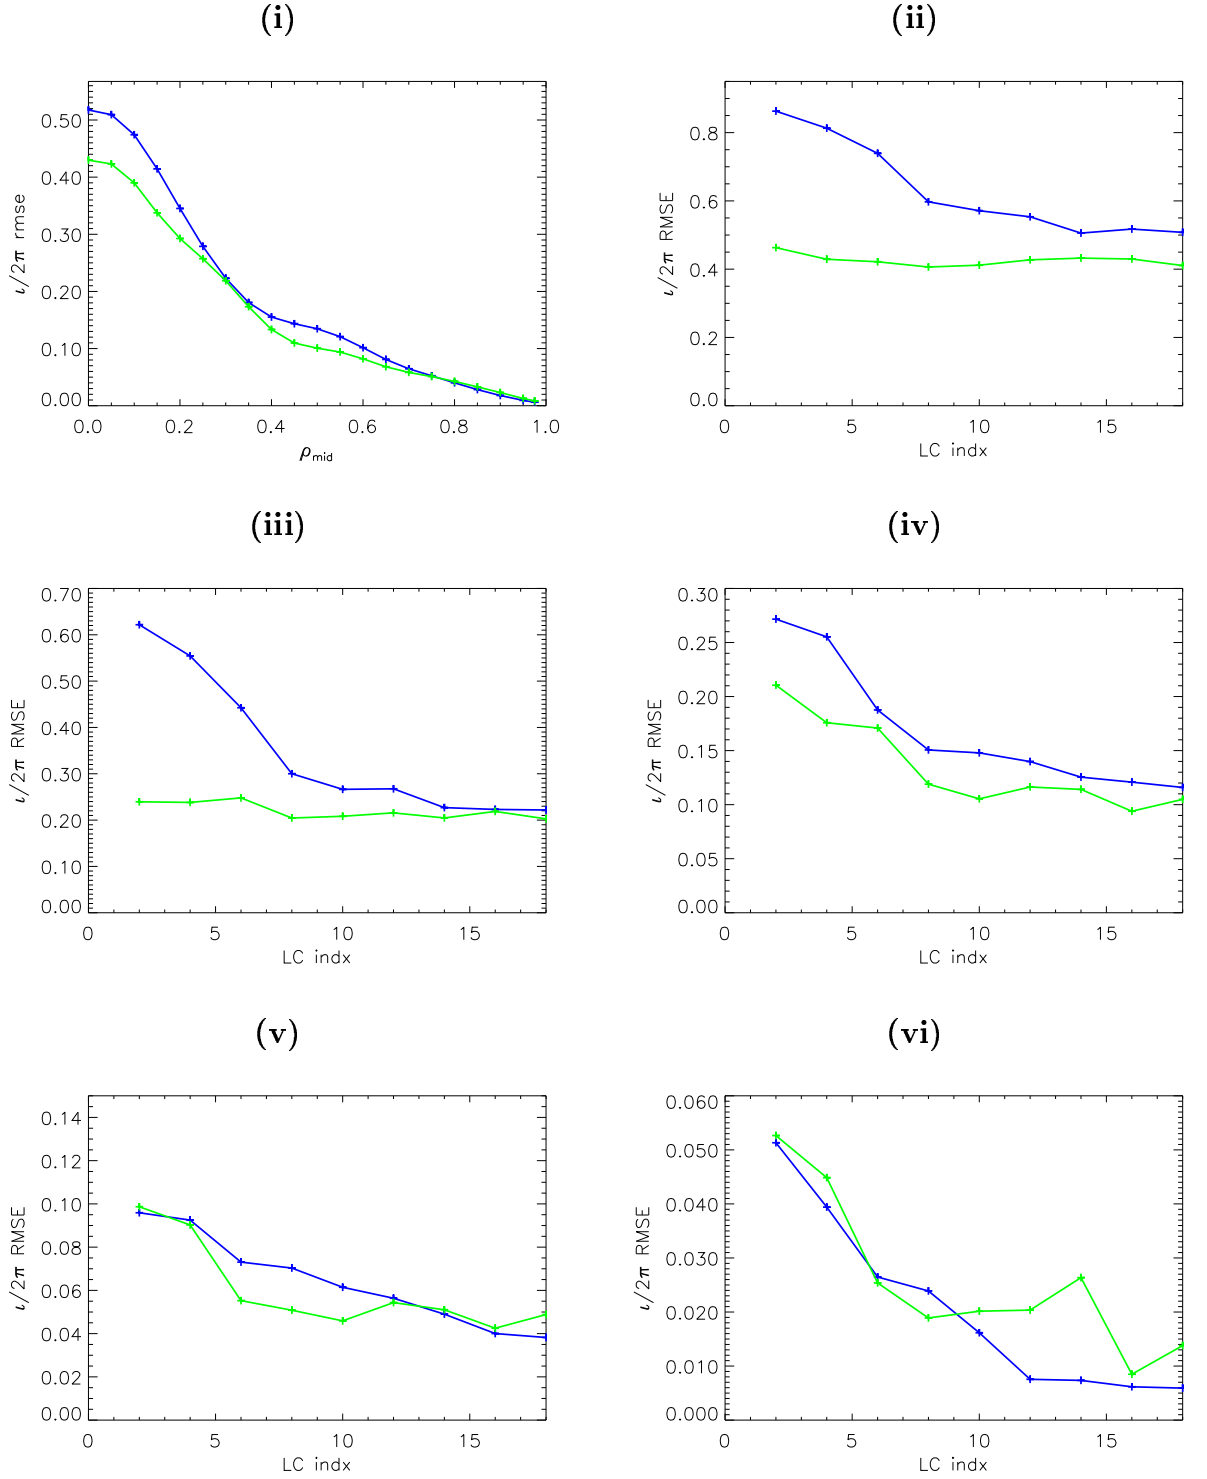 (i)
0.50
0.40
0.30
0.20
0.10
0.00
ι/2π rmse
0.0 0.2 0.4 0.6 0.8 1.0
ρmid
(ii)
0.8
0.6
0.4
0.2
0.0
ι/2π RMSE
0 5 10 15
LC indx
(iii)
0.70
0.60
0.50
0.40
0.30
0.20
0.10
0.00
ι/2π RMSE
0 5 10 15
LC indx
(iv)
0.30
0.25
0.20
0.15
0.10
0.05
0.00
ι/2π RMSE
0 5 10 15
LC indx
(v)
0.14
0.12
0.10
0.08
0.06
0.04
0.02
0.00
ι/2π RMSE
0 5 10 15
LC indx
(vi)
0.060
0.050
0.040
0.030
0.020
0.010
0.000
ι/2π RMSE
0 5 10 15
LC indx